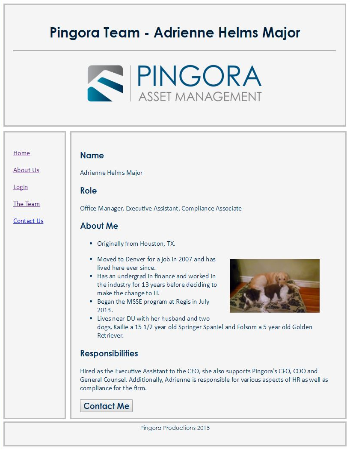 Pingora Team - Adrienne Helms Major
PINGORA
ASSET MANAGEMENT
Home
About Us
Login
The Team
Contact Us
Name
Adrienne Helms Major
Role
Office Manager, Executive Assistant, Compliance Associate
About Me
Originally from Houston, TX.
Moved to Denver for a job in 2007 and has
lived here ever since.
Has an undergrad in finance and worked in
the industry for 13 years before deciding to
make the change to IT.
Began the MSSE program at Regis in July
Lives near DU with her husband and two
dogs. Kallie a 15 1/2 year old Springer Spaniel and Folsom a 5 year old Golden
Retriever.
Responsibilities
Hired as the Executive Assistant to the CEO, she also supports Pingora's CIO, COO and
General Counsel. Additionally, Adrienne is responsible for various aspects of HR as well as
compliance for the firm.
Contact Me
Pingora Productions